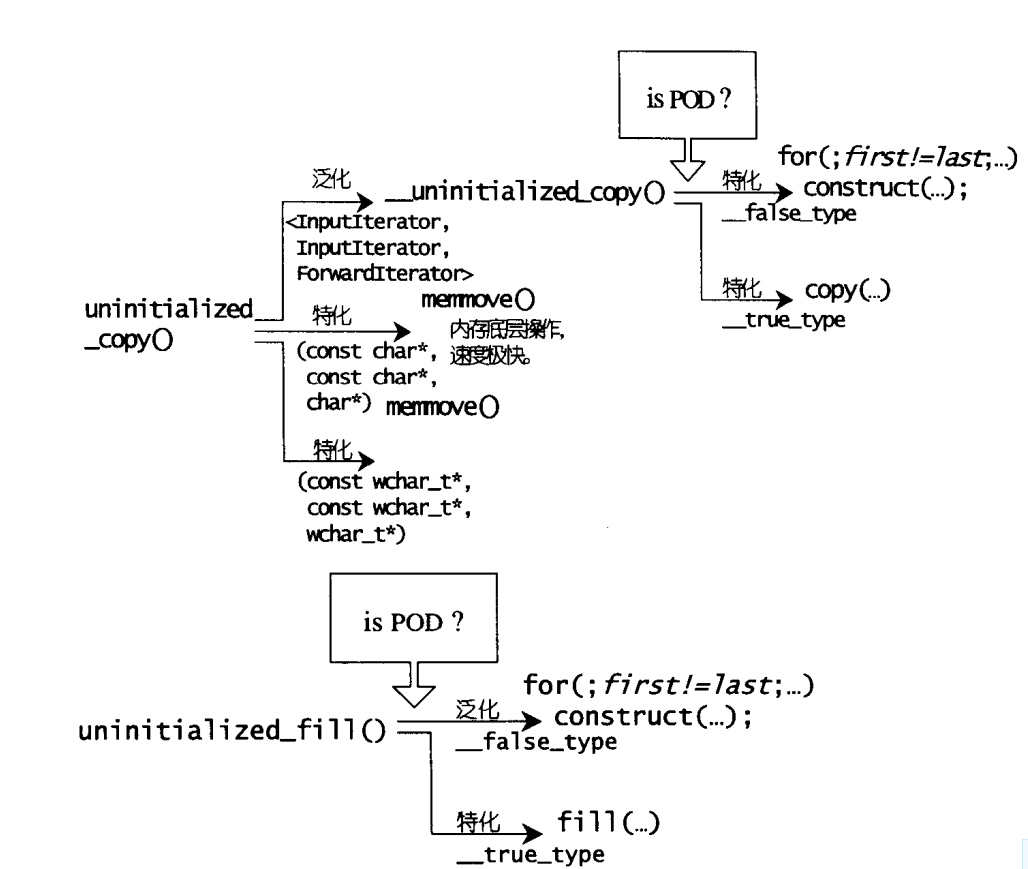 is POD ?
for(;first!=last;…)
泛化
特化
construct(…);
__uninitialized_copy()
__false_type
<InputIterator,
InputIterator,
ForwardIterator>
特化
copy(…)
__true_type
uninitialized
_copy()
特化
memmove()
内存底层操作,
速度极快。
(const char*,
const char*,
char*)
memmove()
特化
(const wchar_t*,
const wchar_t*,
wchar_t*)
is POD ?
for(;first!=last;…)
uninitialized_fill()
泛化
construct(…);
__false_type
特化
fill(…)
__true_type